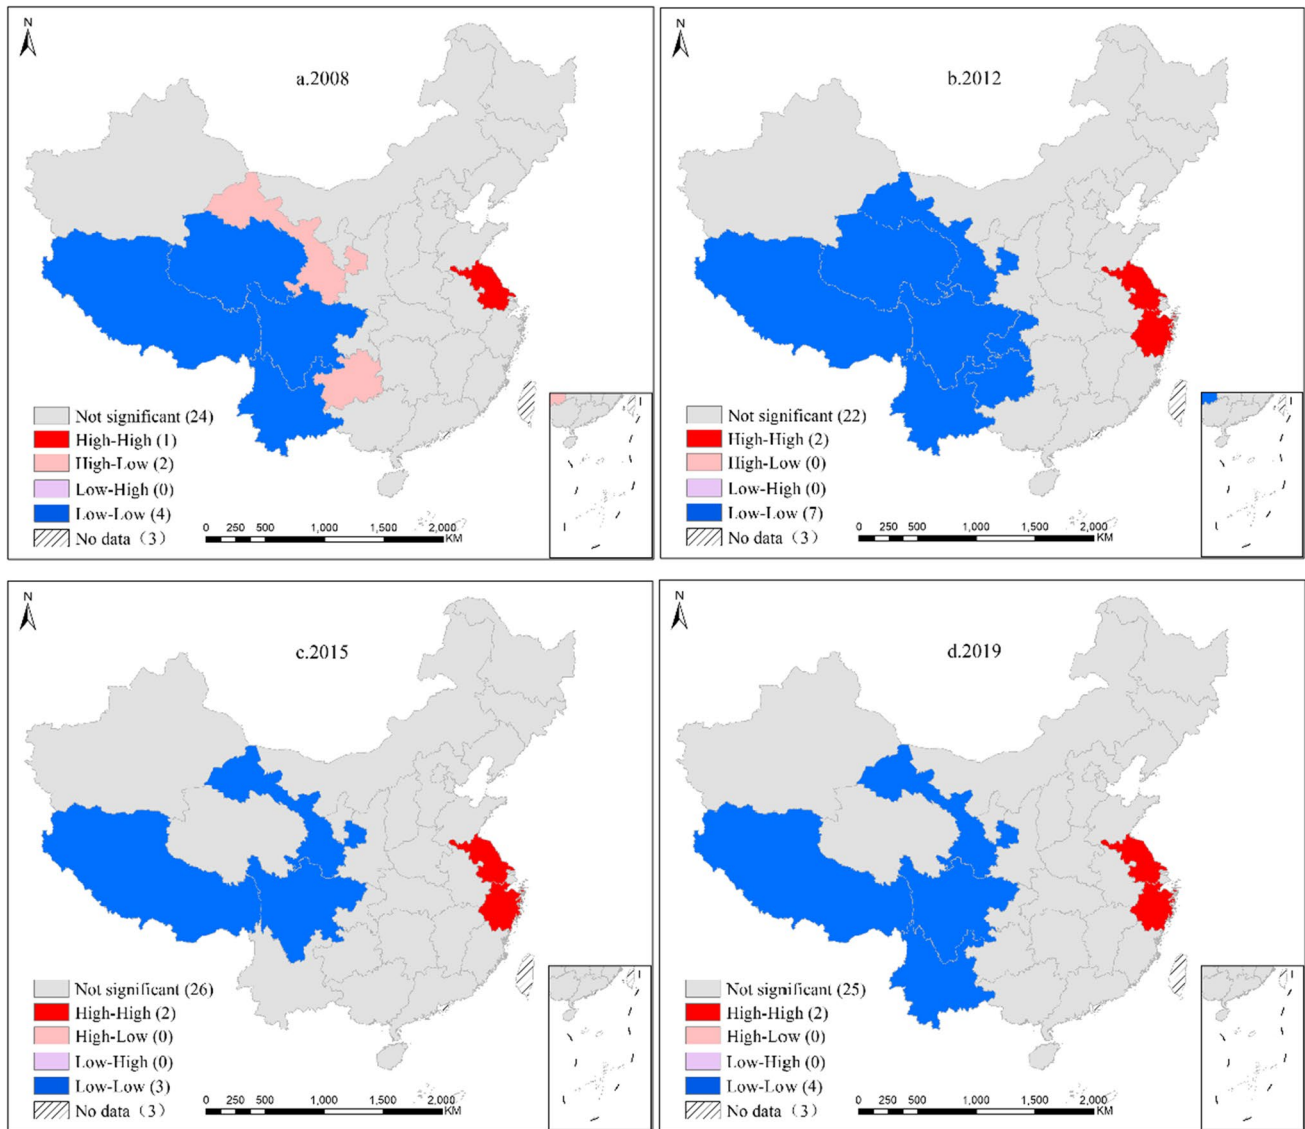 N
a.2008
Not significant (24)
High-High (1)
High-Low (2)
Low-High (0)
Low-Low (4)
No data（3）
0 250 500 1,000 1,500 2,000
KM
N
b.2012
Not significant (22)
High-High (2)
High-Low (0)
Low-High (0)
Low-Low (7)
No data（3）
0 250 500 1,000 1,500 2,000
KM
N
c.2015
Not significant (26)
High-High (2)
High-Low (0)
Low-High (0)
Low-Low (3)
No data（3）
0 250 500 1,000 1,500 2,000
KM
N
d.2019
Not significant (25)
High-High (2)
High-Low (0)
Low-High (0)
Low-Low (4)
No data（3）
0 250 500 1,000 1,500 2,000
KM